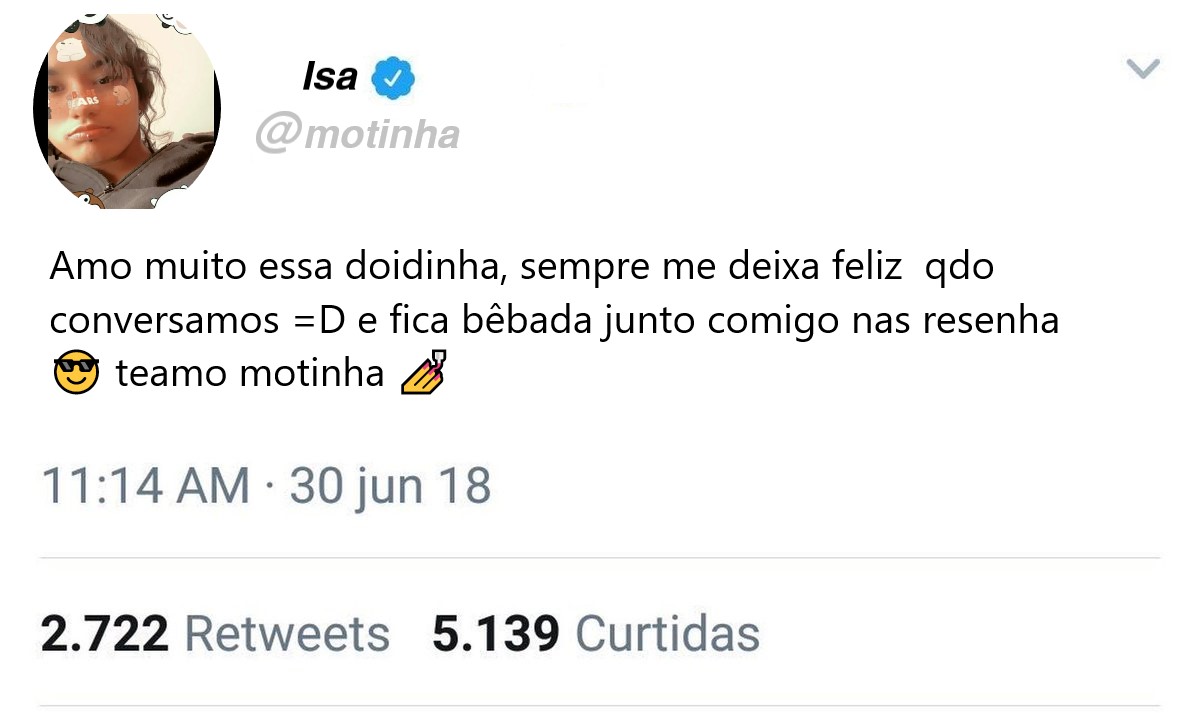 Isa
@motinha
Amo muito essa doidinha, sempre me deixa feliz  qdo
conversamos =D e fica bêbada junto comigo nas resenha
😎 teamo motinha 💅
11:14 AM · 30 jun 18
2.722 Retweets 5.139 Curtidas